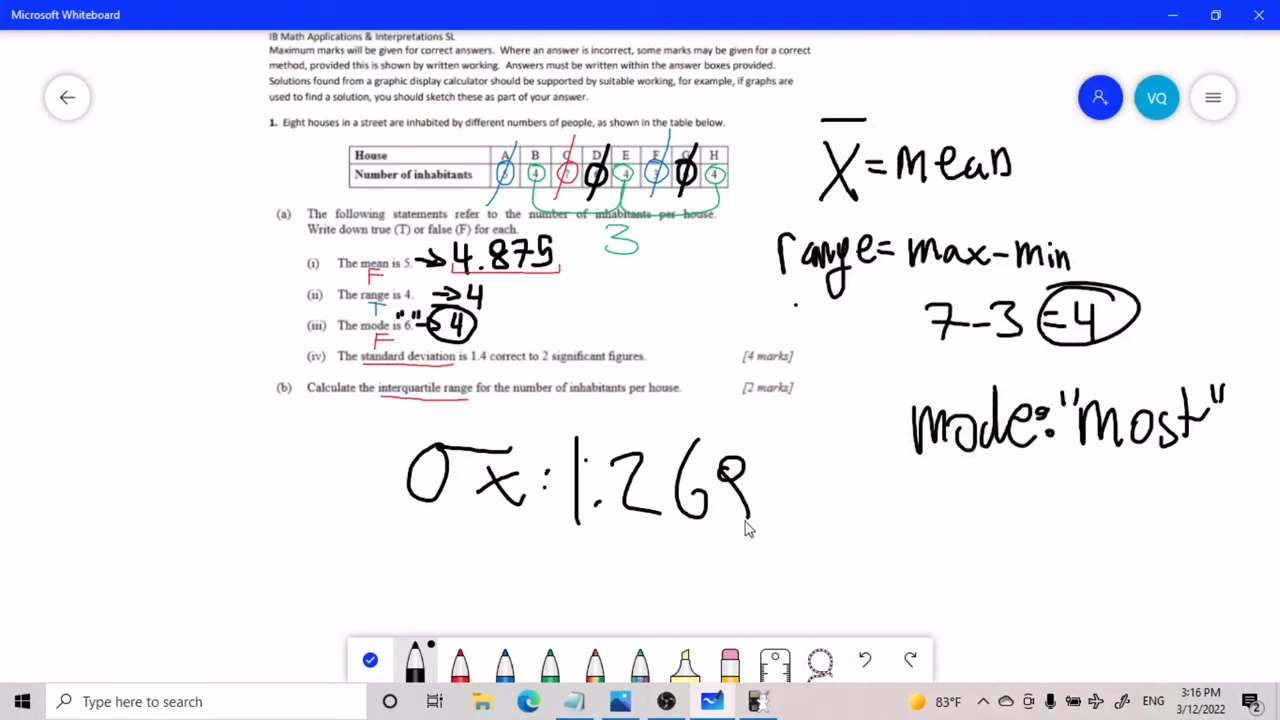 Microsoft Whiteboard
IB Math Applications & Interpretations SL
Maximum marks will be given for correct answers. Where an answer is incorrect, some marks may be given for a correct
method, provided this is shown by written working. Answers must be written within the answer boxes provided.
Solutions found from a graphic display calculator should be supported by suitable working, for example, if graphs are
used to find a solution, you should sketch these as part of your answer.
VQ
1. Eight houses in a street are inhabited by different numbers of people, as shown in the table below.
House A B C D E F G H
Number of inhabitants 4 4 4
X = mean
(a) The following statements refer to the number of inhabitants per house.
Write down true (T) or false (F) for each.
3
(i) The mean is 5. → 4.875
F
range = max - min
(ii) The range is 4. → 4
T
7-3 = 4
(iii) The mode is 6. "" → 4
F
(iv) The standard deviation is 1.4 correct to 2 significant figures. [4 marks]
(b) Calculate the interquartile range for the number of inhabitants per house. [2 marks]
mode: "most"
σx : 1.269
Type here to search
83°F
ENG
3:16 PM
3/12/2022
2